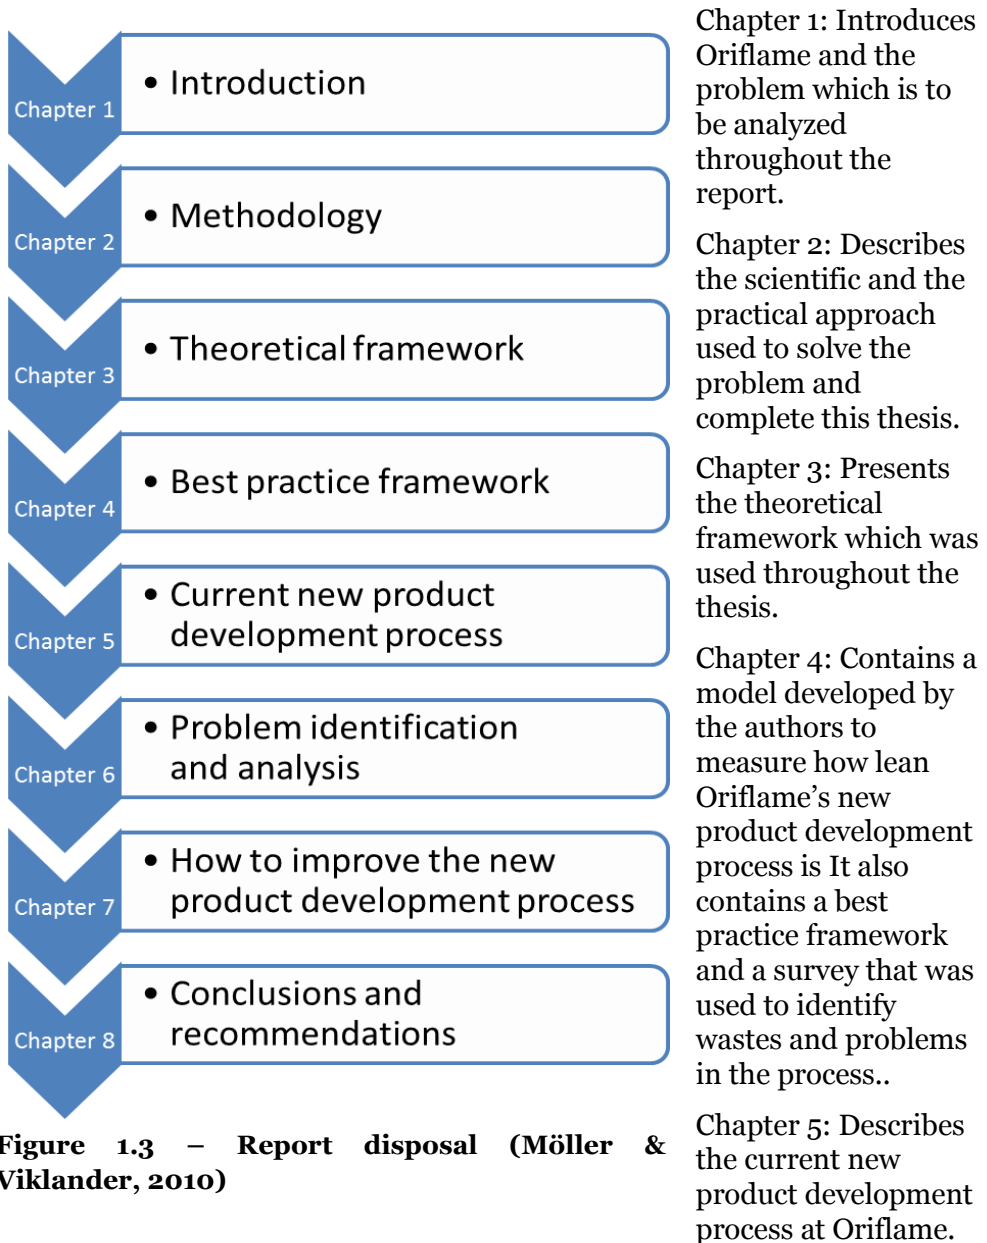 Chapter 1
• Introduction
Chapter 2
• Methodology
Chapter 3
• Theoretical framework
Chapter 4
• Best practice framework
Chapter 5
• Current new product
development process
Chapter 6
• Problem identification
and analysis
Chapter 7
• How to improve the new
product development process
Chapter 8
• Conclusions and
recommendations
Figure 1.3 – Report disposal (Möller &
Viklander, 2010)
Chapter 1: Introduces
Oriflame and the
problem which is to
be analyzed
throughout the
report.
Chapter 2: Describes
the scientific and the
practical approach
used to solve the
problem and
complete this thesis.
Chapter 3: Presents
the theoretical
framework which was
used throughout the
thesis.
Chapter 4: Contains a
model developed by
the authors to
measure how lean
Oriflame’s new
product development
process is It also
contains a best
practice framework
and a survey that was
used to identify
wastes and problems
in the process..
Chapter 5: Describes
the current new
product development
process at Oriflame.